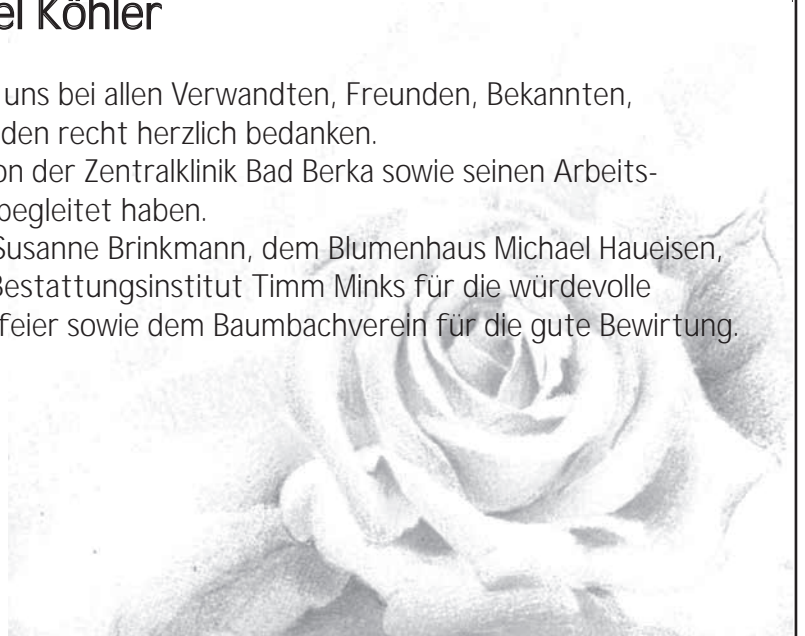 el Köhler
uns bei allen Verwandten, Freunden, Bekannten,
den recht herzlich bedanken.
on der Zentralklinik Bad Berka sowie seinen Arbeits-
begleitet haben.
Susanne Brinkmann, dem Blumenhaus Michael Haueisen,
Bestattungsinstitut Timm Minks für die würdevolle
feier sowie dem Baumbachverein für die gute Bewirtung.